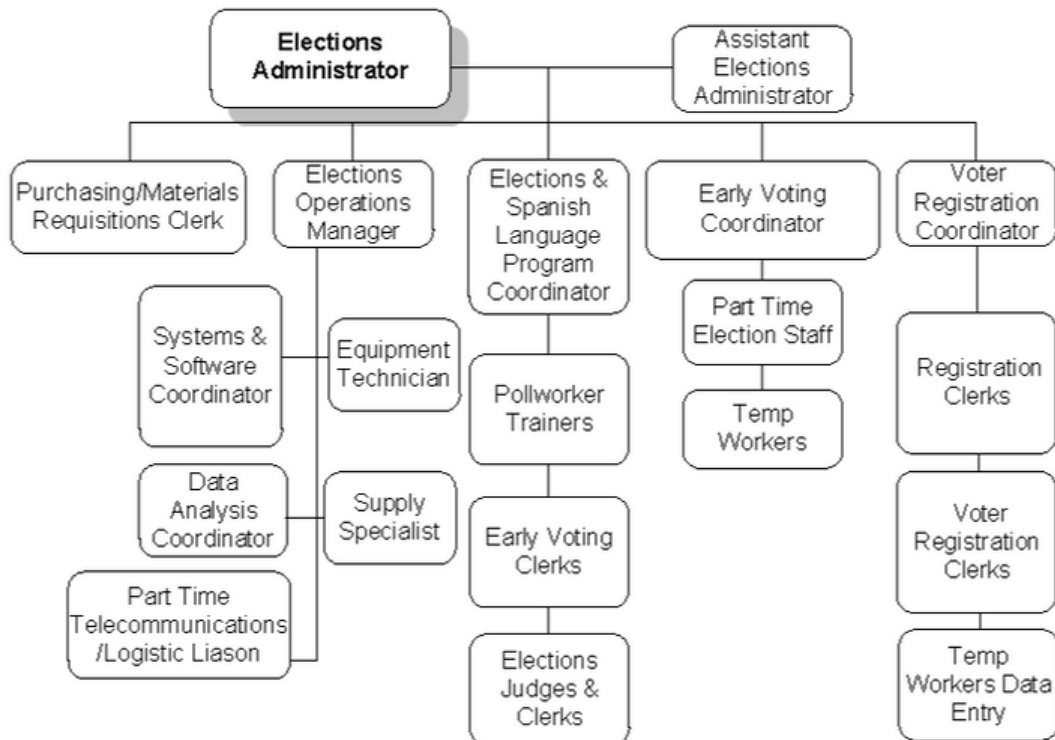 Elections
Administrator
Assistant
Elections
Administrator
Purchasing/Materials
Requisitions Clerk
Elections
Operations
Manager
Elections &
Spanish
Language
Program
Coordinator
Early Voting
Coordinator
Voter
Registration
Coordinator
Systems &
Software
Coordinator
Equipment
Technician
Data
Analysis
Coordinator
Supply
Specialist
Part Time
Telecommunications
/Logistic Liason
Pollworker
Trainers
Early Voting
Clerks
Elections
Judges &
Clerks
Part Time
Election Staff
Temp
Workers
Registration
Clerks
Voter
Registration
Clerks
Temp
Workers Data
Entry